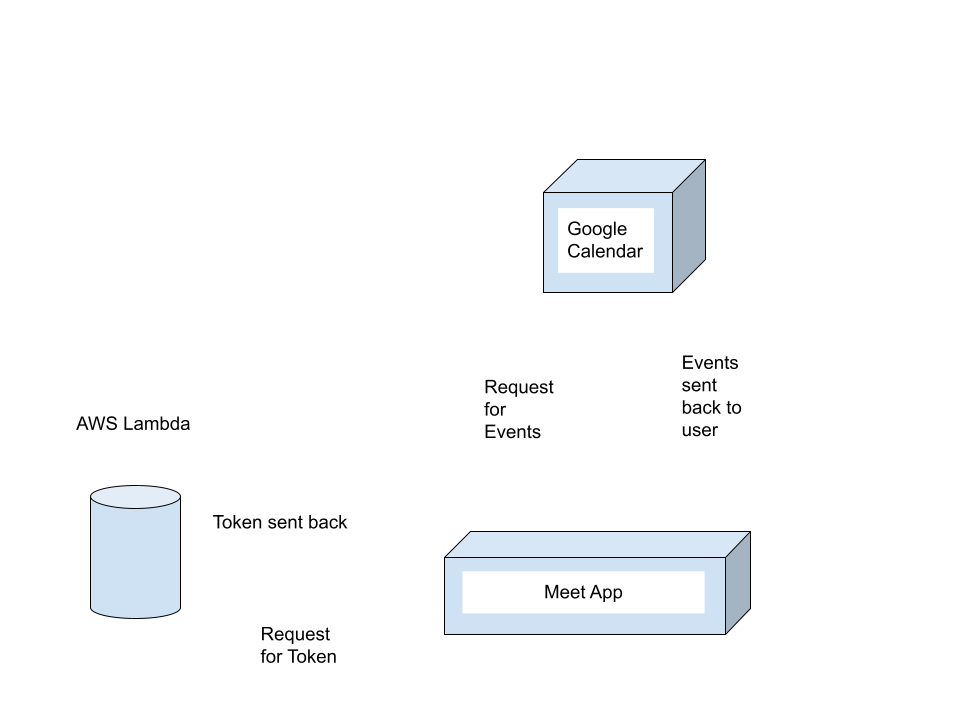 Google
Calendar
Events
sent
back to
user
Request
for
Events
AWS Lambda
Token sent back
Meet App
Request
for Token